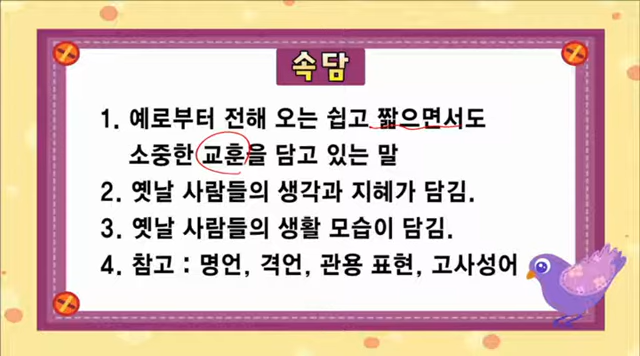 속담
1. 예로부터 전해 오는 쉽고 짧으면서도
소중한 교훈을 담고 있는 말
2. 옛날 사람들의 생각과 지혜가 담김.
3. 옛날 사람들의 생활 모습이 담김.
4. 참고 : 명언, 격언, 관용 표현, 고사성어